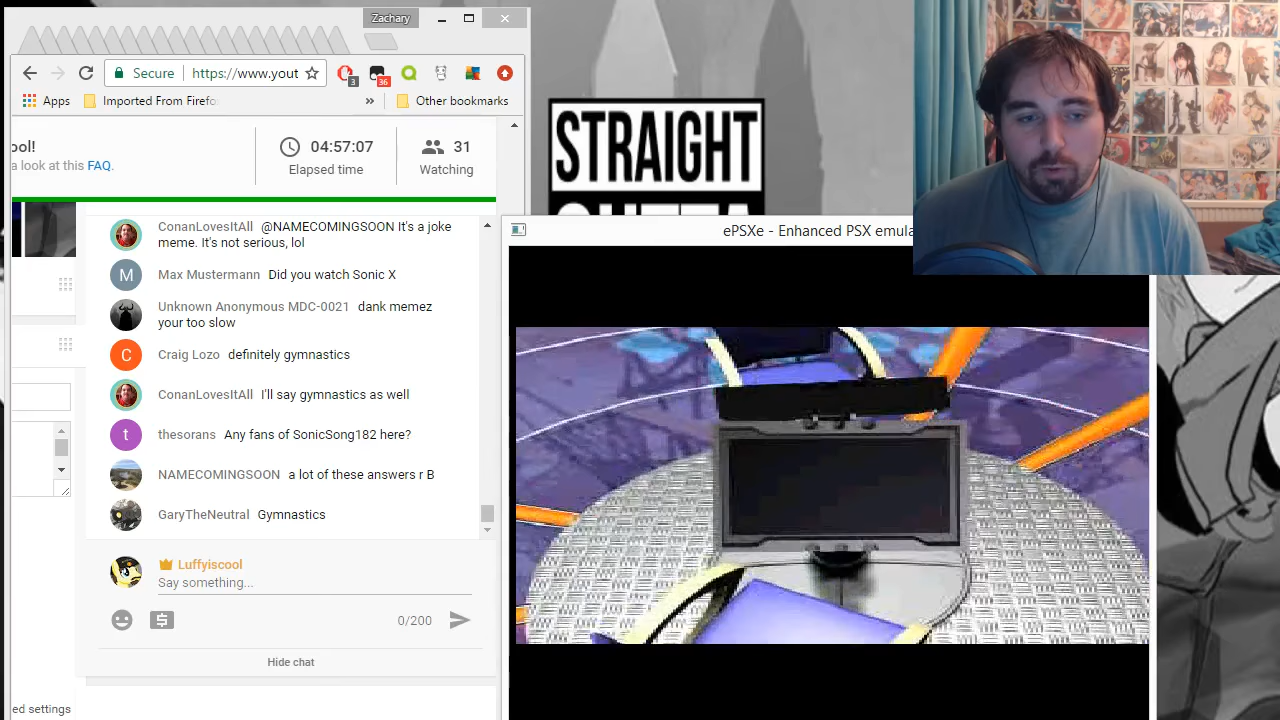 Zachary
Secure
https://www.yout
3
36
Apps
Imported From Firefo
»
Other bookmarks
ool!
a look at this FAQ.
04:57:07
Elapsed time
31
Watching
STRAIGHT
ConanLovesItAll @NAMECOMINGSOON It's a joke
meme. It's not serious, lol
M
Max Mustermann Did you watch Sonic X
Unknown Anonymous MDC-0021 dank memez
your too slow
C
Craig Lozo definitely gymnastics
ConanLovesItAll I'll say gymnastics as well
t
thesorans Any fans of SonicSong182 here?
NAMECOMINGSOON a lot of these answers r B
GaryTheNeutral Gymnastics
Luffyiscool
Say something...
0/200
Hide chat
ed settings
ePSXe - Enhanced PSX emula